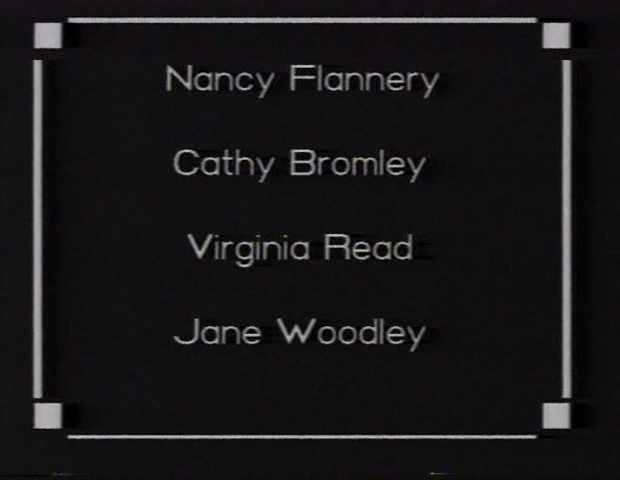 Nancy Flannery
Cathy Bromley
Virginia Read
Jane Woodley